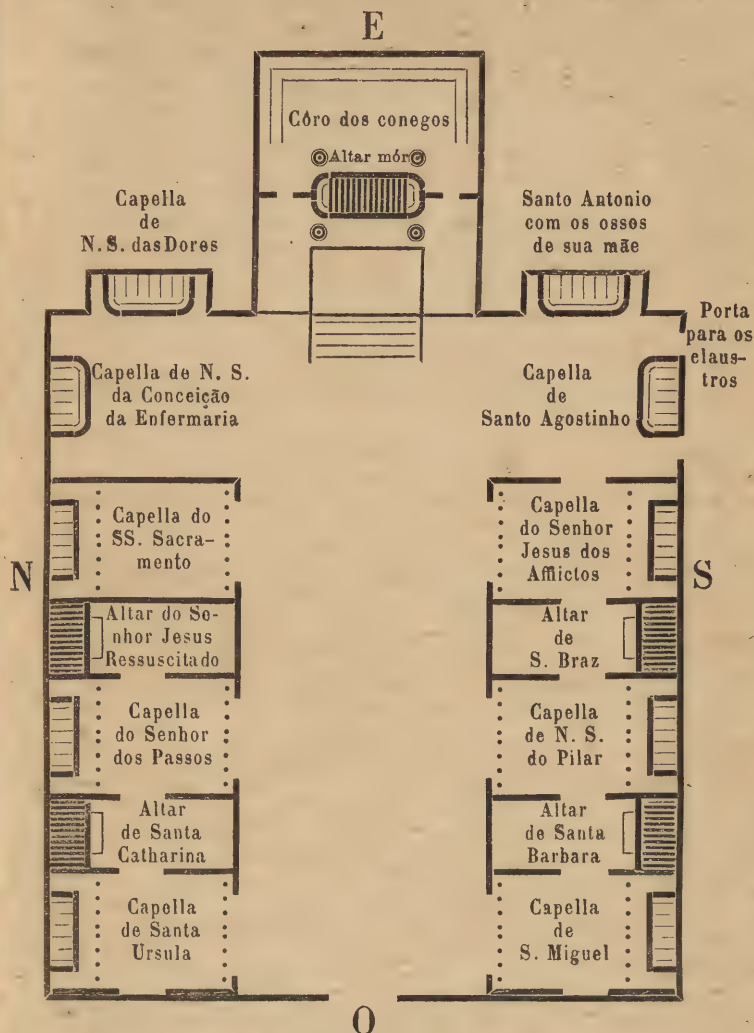 E
Côro dos conegos
Altar mór
Capella
de
N. S. das Dores
Santo Antonio
com os ossos
de sua mãe
Porta
para os
claus-
tros
Capella de N. S.
da Conceição
da Enfermària
Capella
de
Santo Agostinho
Capella do
SS. Sacra-
mento
Capella
do Senhor
Jesus dos
Afflictos
N
S
Altar do Se-
nhor Jesus
Ressuscitado
Altar
de
S. Braz
Capella
do Senhor
dos Passos
Capella
de N. S.
do Pilar
Altar
de Santa
Catharina
Altar
de Santa
Barbara
Capella
de Santa
Ursula
Capella
de
S. Miguel
O